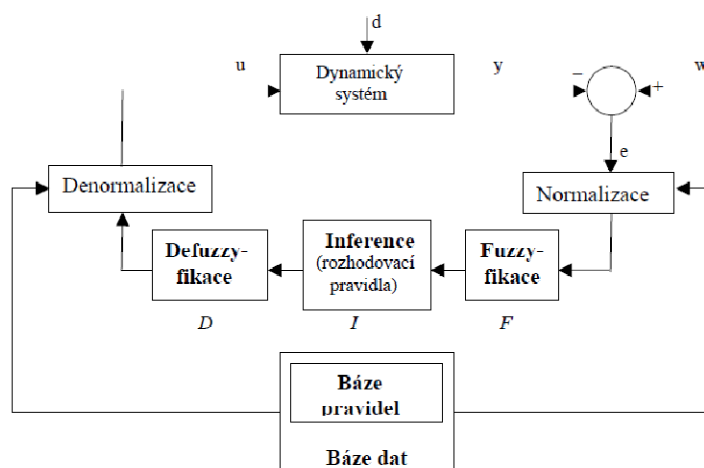 d
u
Dynamický
systém
y
−
+
w
e
Denormalizace
Normalizace
Defuzzy-
fikace
Inference
(rozhodovací
pravidla)
Fuzzy-
fikace
D
I
F
Báze
pravidel
Báze dat